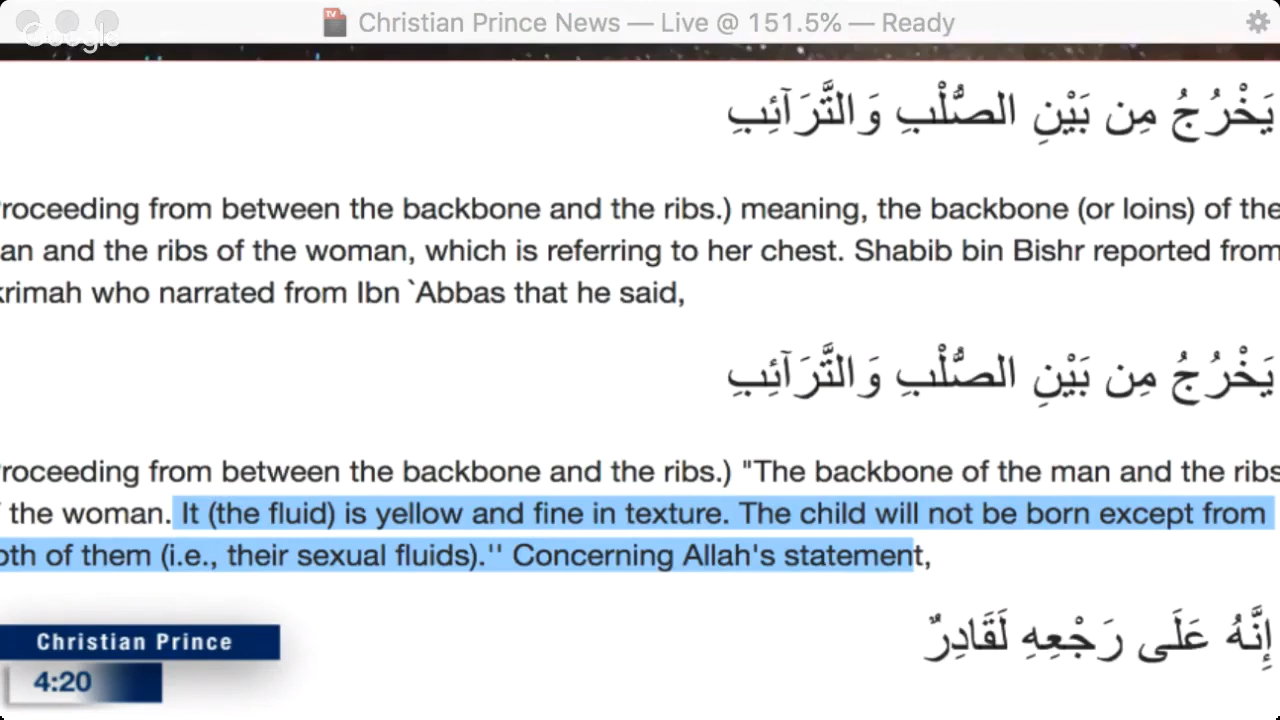 Christian Prince News — Live @ 151.5% — Ready
Google
يَخْرُجُ مِن بَيْنِ الصُّلْبِ وَالتَّرَآئِبِ
roceeding from between the backbone and the ribs.) meaning, the backbone (or loins) of the
an and the ribs of the woman, which is referring to her chest. Shabib bin Bishr reported from
krimah who narrated from Ibn `Abbas that he said,
يَخْرُجُ مِن بَيْنِ الصُّلْبِ وَالتَّرَآئِبِ
roceeding from between the backbone and the ribs.) "The backbone of the man and the ribs
f the woman. It (the fluid) is yellow and fine in texture. The child will not be born except from
oth of them (i.e., their sexual fluids).'' Concerning Allah's statement,
إِنَّهُ عَلَى رَجْعِهِ لَقَادِرٌ
Christian Prince
4:20